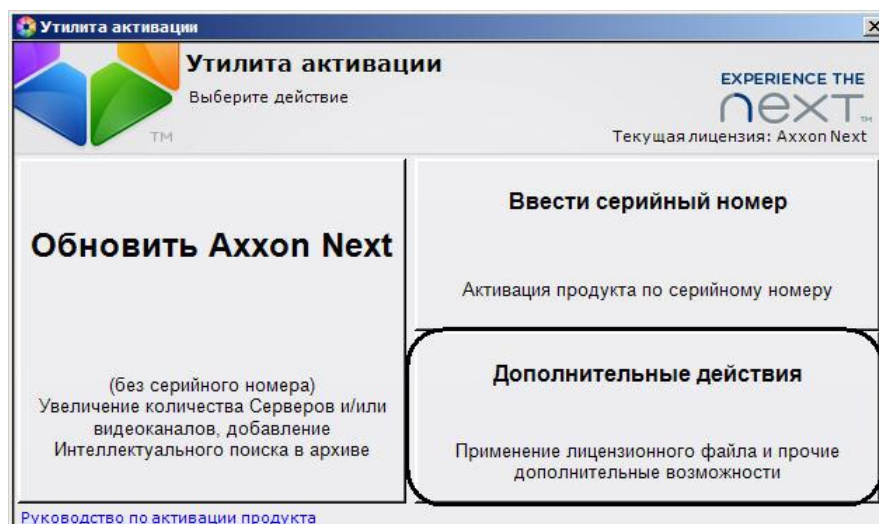 Утилита активации
Утилита активации
Выберите действие
TM
EXPERIENCE THE
next TM
Текущая лицензия: Axxon Next
Обновить Axxon Next
(без серийного номера)
Увеличение количества Серверов и/или
видеоканалов, добавление
Интеллектуального поиска в архиве
Ввести серийный номер
Активация продукта по серийному номеру
Дополнительные действия
Применение лицензионного файла и прочие
дополнительные возможности
Руководство по активации продукта